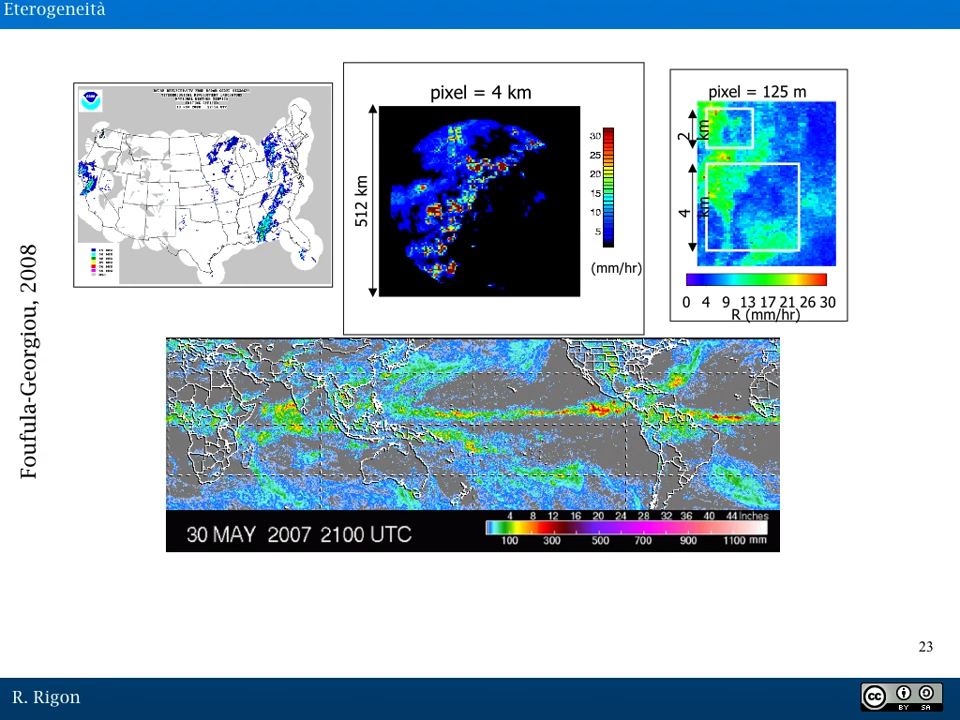 Eterogeneità
Foufula-Georgiou, 2008
pixel = 4 km
512 km
30
25
20
15
10
5
(mm/hr)
pixel = 125 m
2 km
4 km
0 4 9 13 17 21 26 30
R (mm/hr)
30 MAY 2007 2100 UTC
4 8 12 16 20 24 28 32 36 40 44 Inches
100 300 500 700 900 1100 mm
23
R. Rigon
cc
BY SA